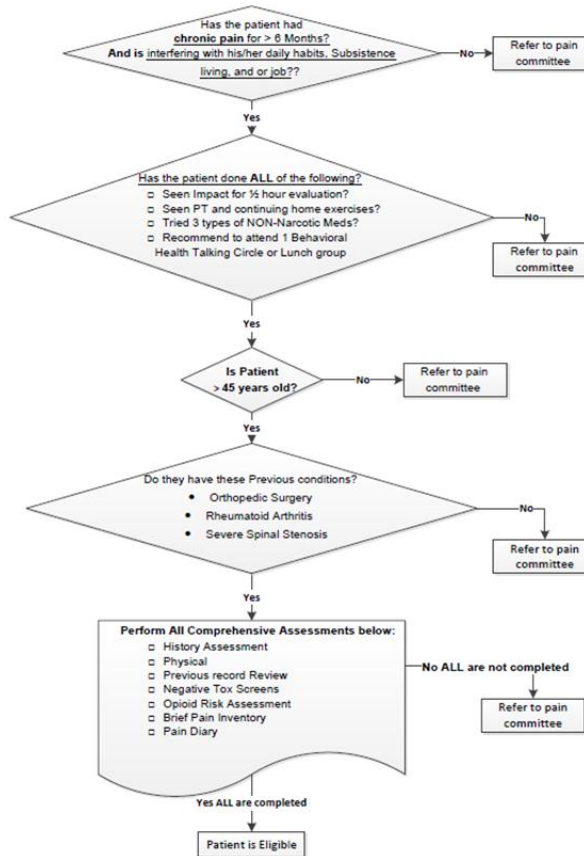 Has the patient had
chronic pain for > 6 Months?
And is interfering with his/her daily habits, Subsistence
living, and or job??
No
Refer to pain
committee
Yes
Has the patient done ALL of the following?
□ Seen Impact for ½ hour evaluation?
□ Seen PT and continuing home exercises?
□ Tried 3 types of NON-Narcotic Meds?
□ Recommend to attend 1 Behavioral
Health Talking Circle or Lunch group
No
Refer to pain
committee
Yes
Is Patient
> 45 years old?
No
Refer to pain
committee
Yes
Do they have these Previous conditions?
• Orthopedic Surgery
• Rheumatoid Arthritis
• Severe Spinal Stenosis
No
Refer to pain
committee
Yes
Perform All Comprehensive Assessments below:
□ History Assessment
□ Physical
□ Previous record Review
□ Negative Tox Screens
□ Opioid Risk Assessment
□ Brief Pain Inventory
□ Pain Diary
No ALL are not completed
Refer to pain
committee
Yes ALL are completed
Patient is Eligible